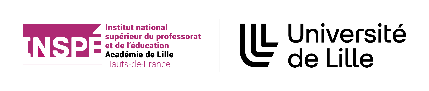 INSPÉ
Institut national
supérieur du professorat
et de l'éducation
Académie de Lille
Hauts-de-France
Université
de Lille